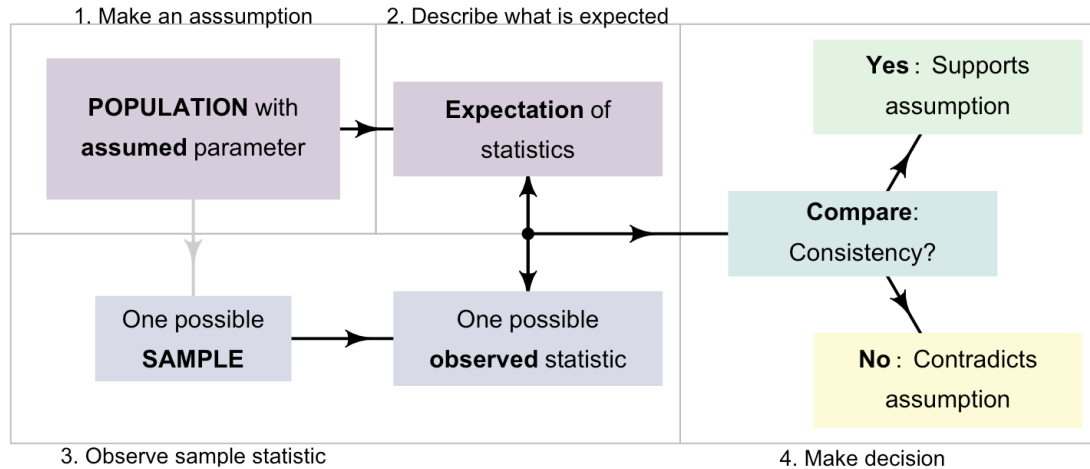 1. Make an asssumption
2. Describe what is expected
POPULATION with
assumed parameter
Expectation of
statistics
Yes : Supports
assumption
Compare:
Consistency?
One possible
SAMPLE
One possible
observed statistic
No : Contradicts
assumption
3. Observe sample statistic
4. Make decision